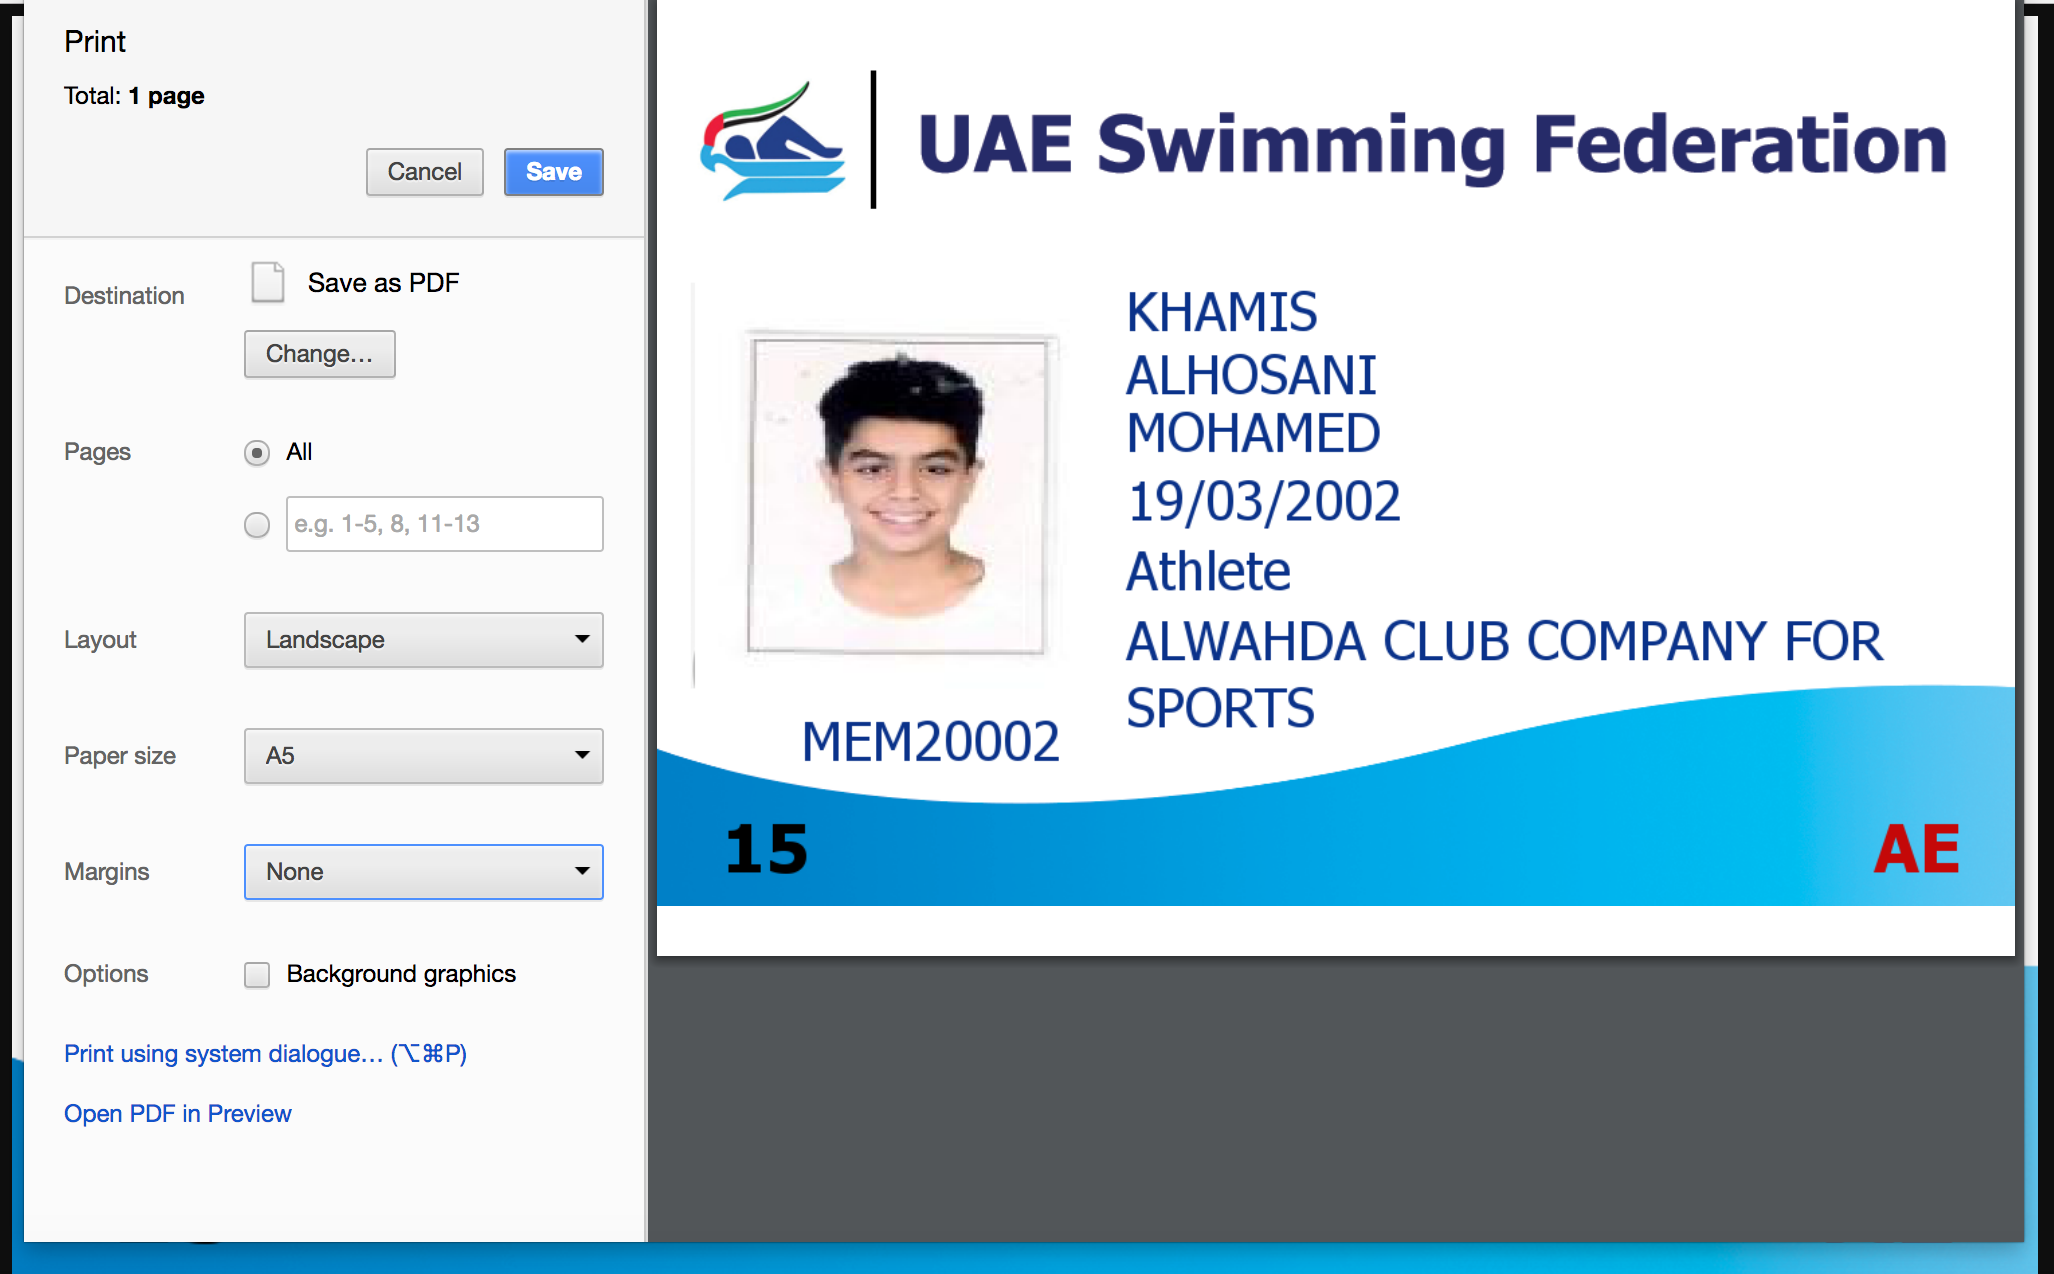 Print
Total: 1 page
Cancel
Save
Destination
Save as PDF
Change...
Pages
All
e.g. 1-5, 8, 11-13
Layout
Landscape
Paper size
A5
Margins
None
Options
Background graphics
Print using system dialogue... (⌥⌘P)
Open PDF in Preview
UAE Swimming Federation
KHAMIS
ALHOSANI
MOHAMED
19/03/2002
Athlete
ALWAHDA CLUB COMPANY FOR
SPORTS
MEM20002
15
AE